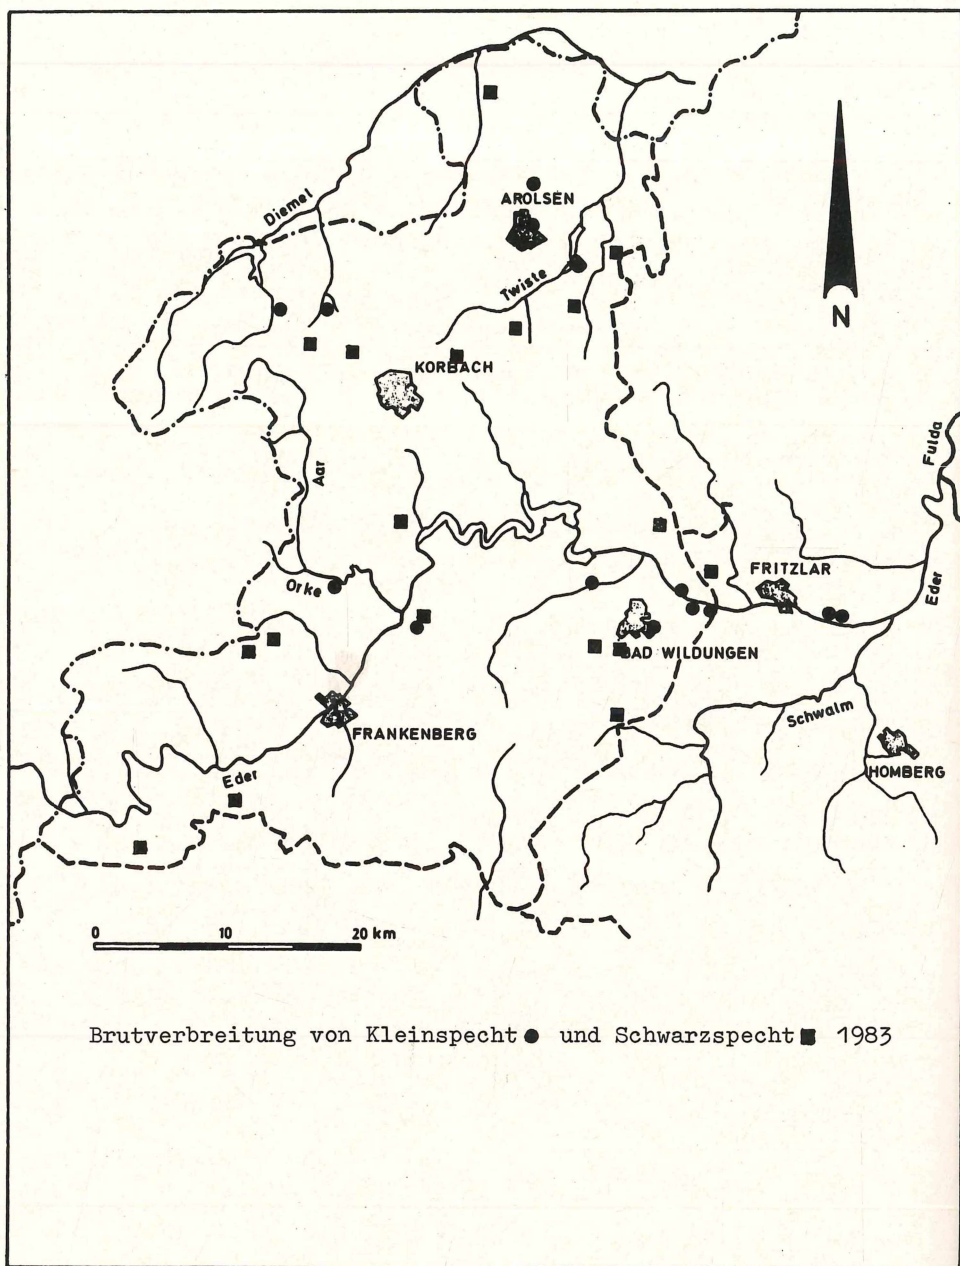 Diemel
AROLSEN
Twiste
N
KORBACH
Aar
Fulda
Orke
FRITZLAR
Eder
BAD WILDUNGEN
Schwalm
FRANKENBERG
Eder
HOMBERG
0 10 20 km
Brutverbreitung von Kleinspecht ● und Schwarzspecht ■ 1983